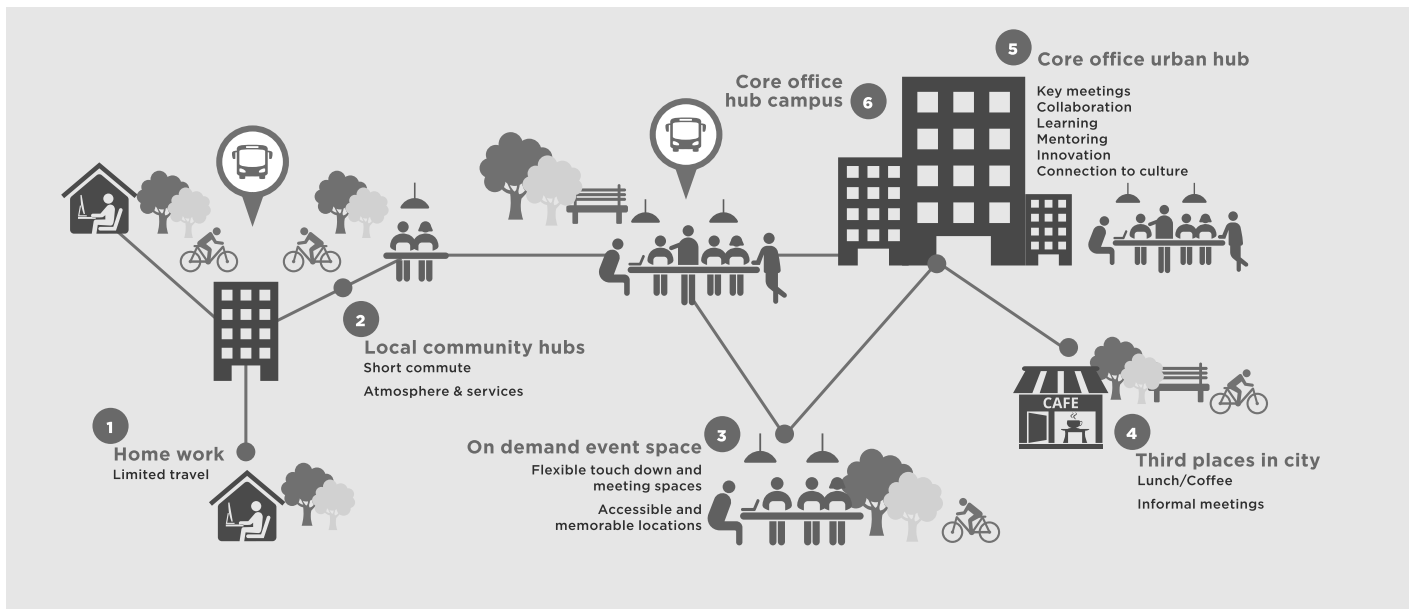 1
Home work
Limited travel
2
Local community hubs
Short commute
Atmosphere & services
3
On demand event space
Flexible touch down and
meeting spaces
Accessible and
memorable locations
CAFE
4
Third places in city
Lunch/Coffee
Informal meetings
5
Core office urban hub
Key meetings
Collaboration
Learning
Mentoring
Innovation
Connection to culture
Core office
hub campus
6